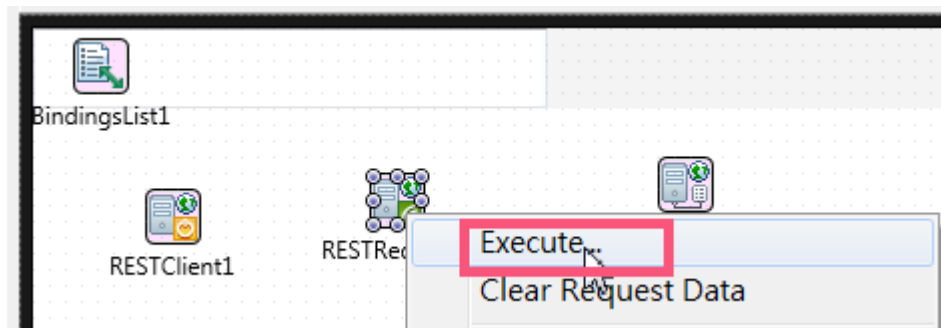 BindingsList1
RESTClient1
RESTRe
Execute...
Clear Request Data